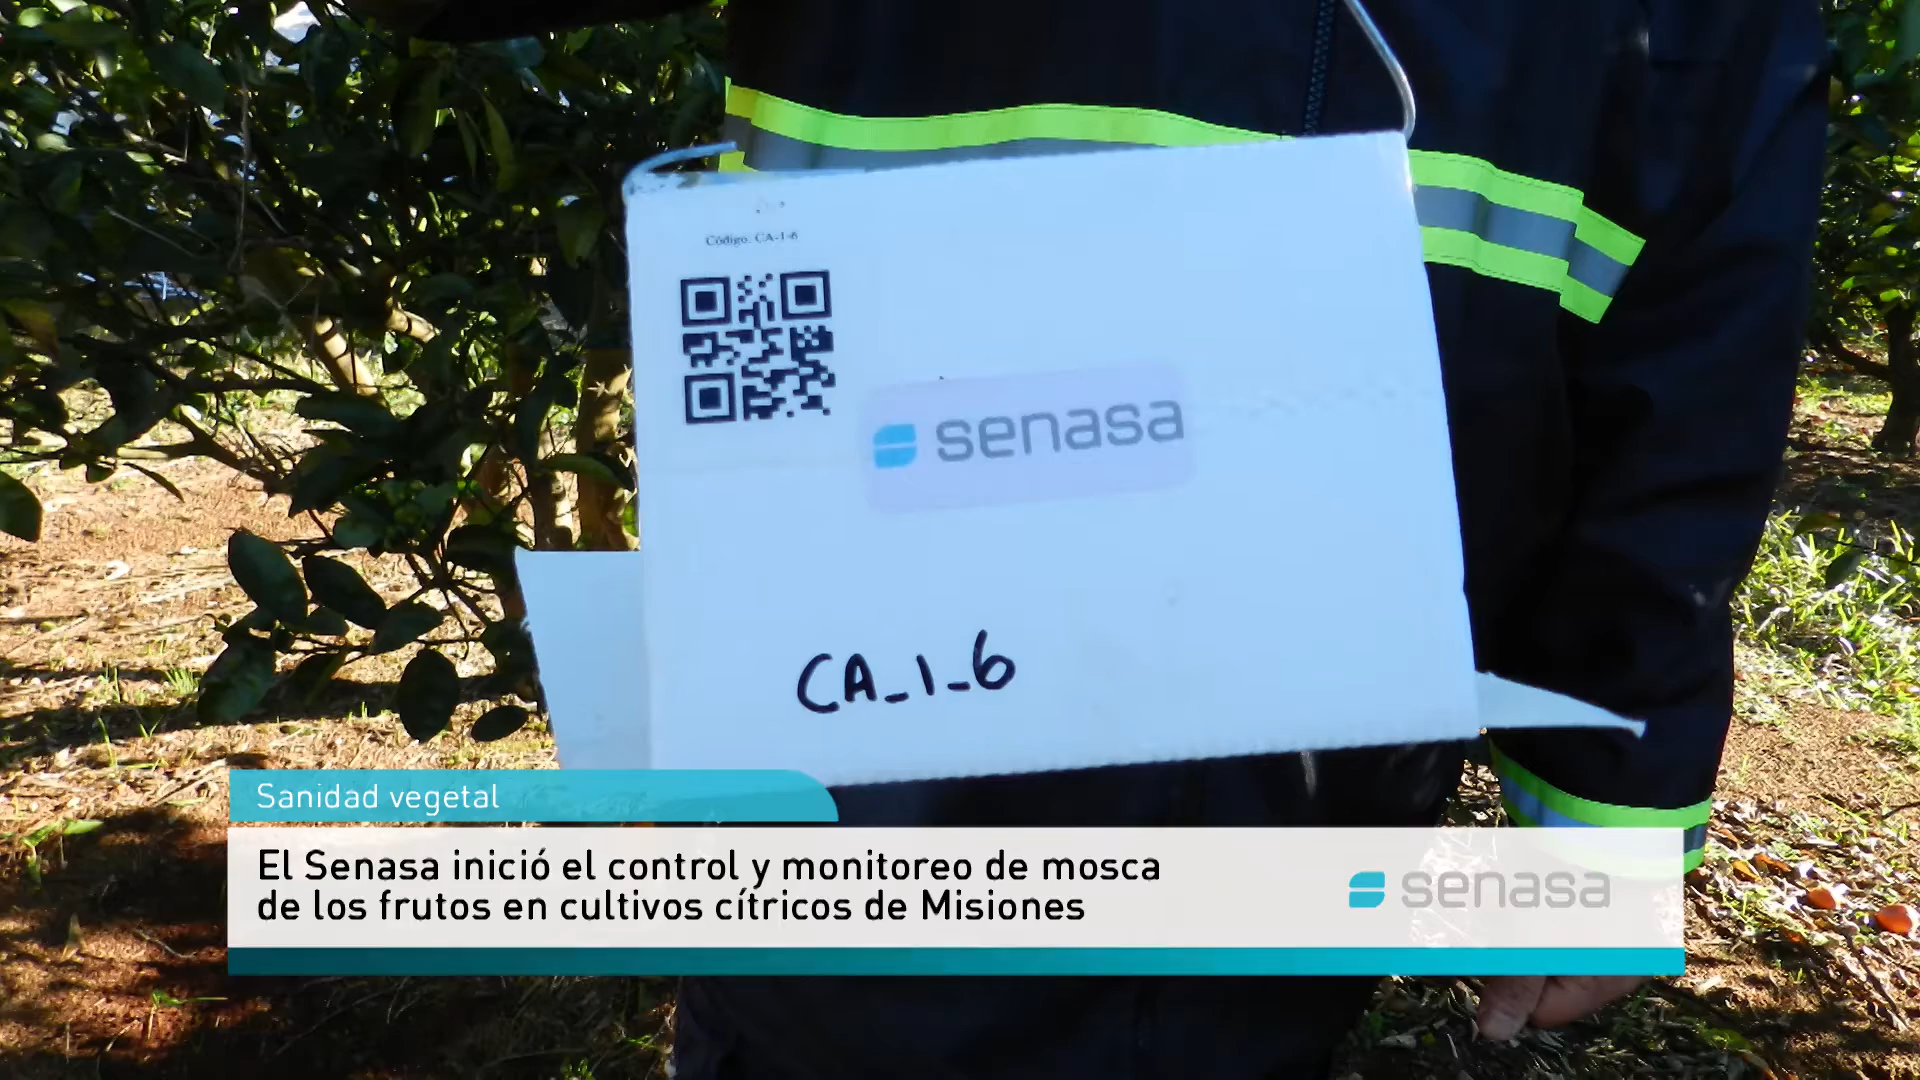 Código. CA-1-6
senasa
CA_1_6
Sanidad vegetal
El Senasa inició el control y monitoreo de mosca
de los frutos en cultivos cítricos de Misiones
senasa